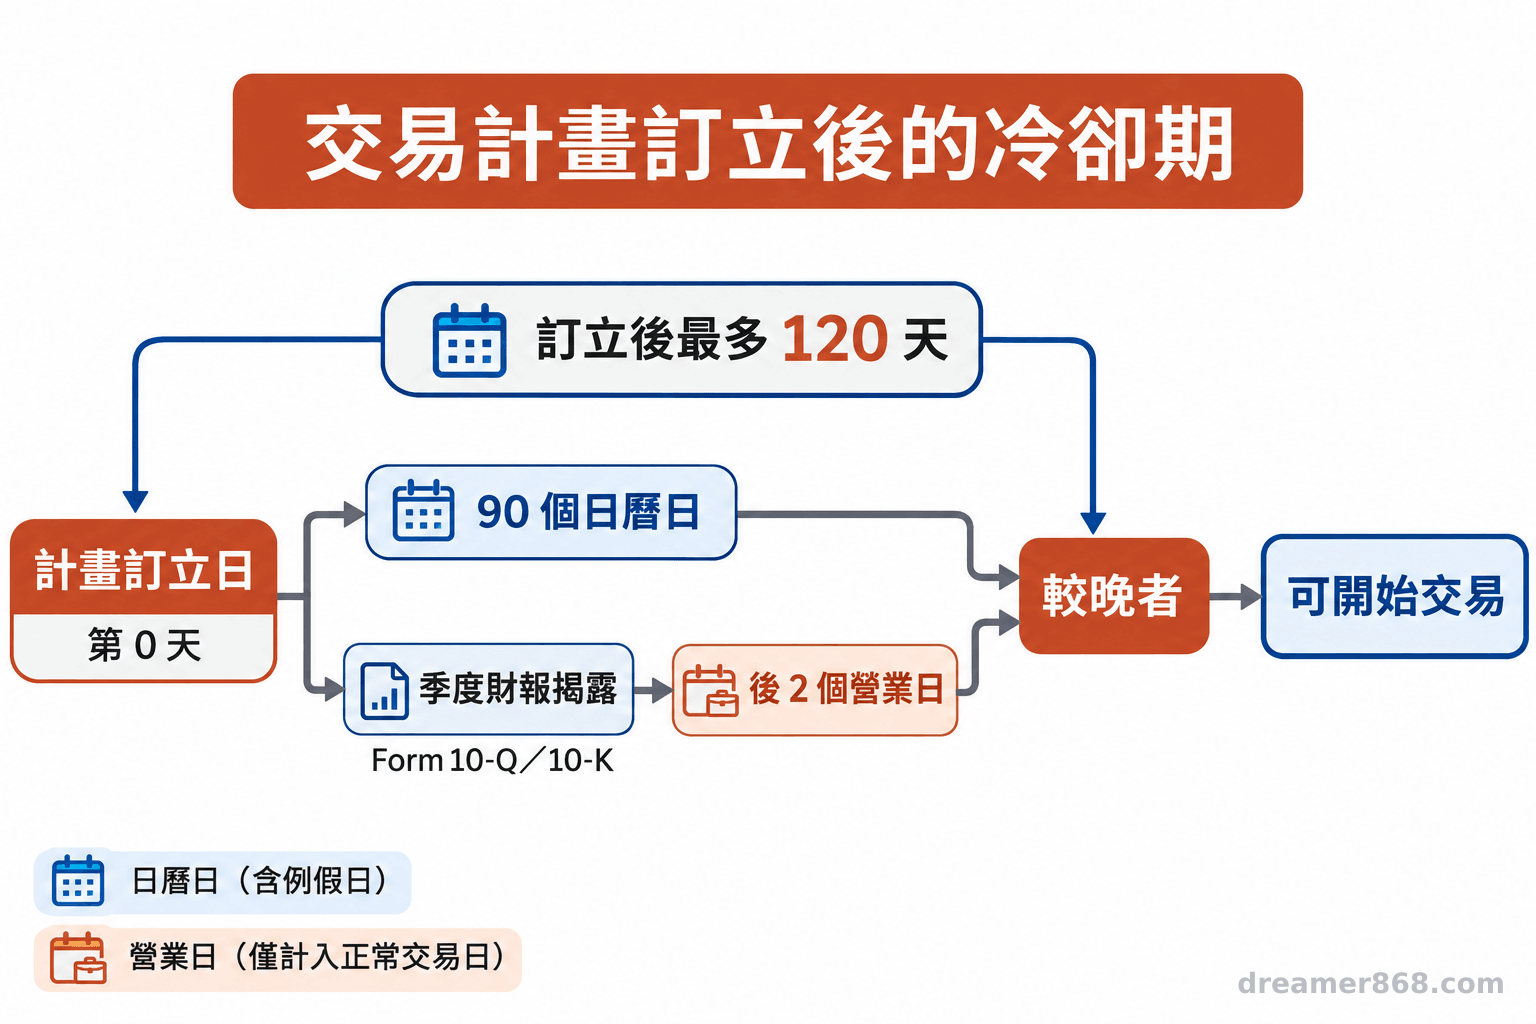 交易計畫訂立後的冷卻期
訂立後最多 120 天
計畫訂立日
第 0 天
90 個日曆日
季度財報揭露
Form 10-Q／10-K
後 2 個營業日
較晚者
可開始交易
日曆日（含例假日）
營業日（僅計入正常交易日）
dreamer868.com